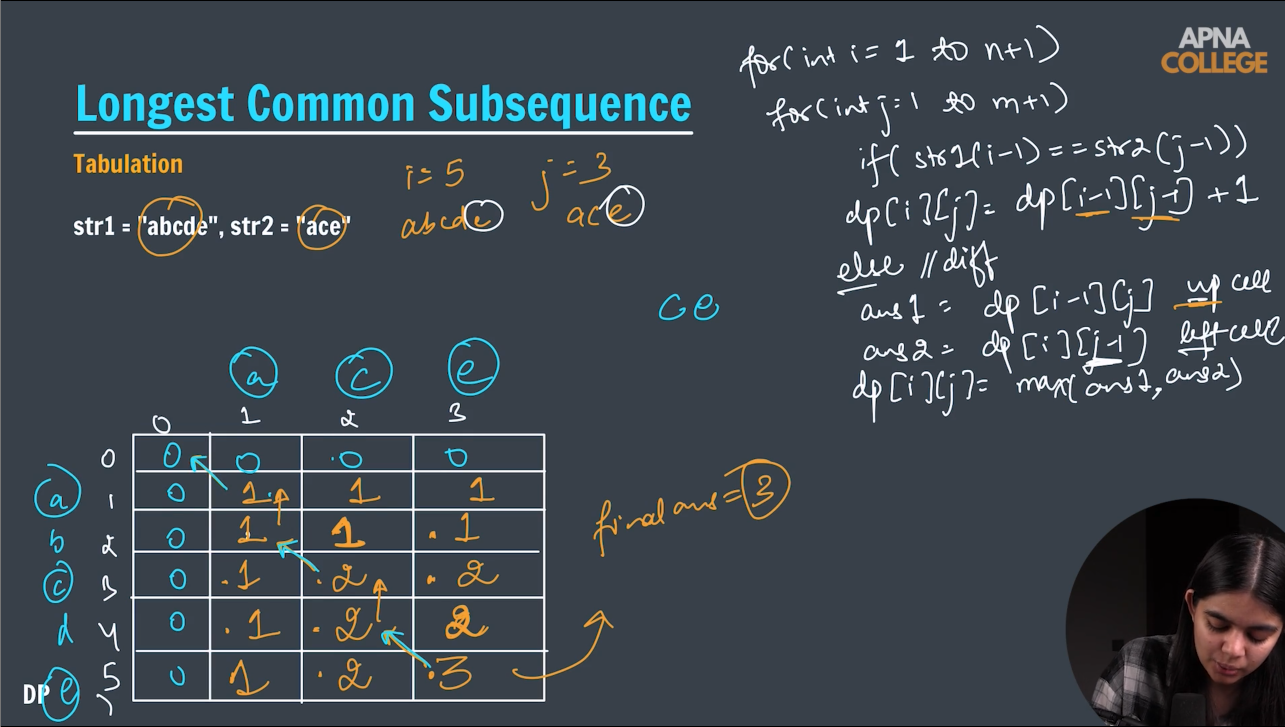 APNA
COLLEGE
Longest Common Subsequence
Tabulation
str1 = "abcde", str2 = "ace"
i = 5
j = 3
abcde
ace
for(int i = 1 to n+1)
for(int j=1 to m+1)
if( str1(i-1) == str2(j-1))
dp[i][j]= dp[i-1][j-1] + 1
else // diff
ans1 = dp[i-1][j] up cell
ans2 = dp[i][j-1] left cell
dp[i][j]= max(ans1, ans2)
ce
a c e
0 1 2 3
0 0 0 0 0
a 1 0 1 1 1
b 2 0 1 1 1
c 3 0 1 2 2
d 4 0 1 2 2
e 5 0 1 2 3
final ans = 3
DP